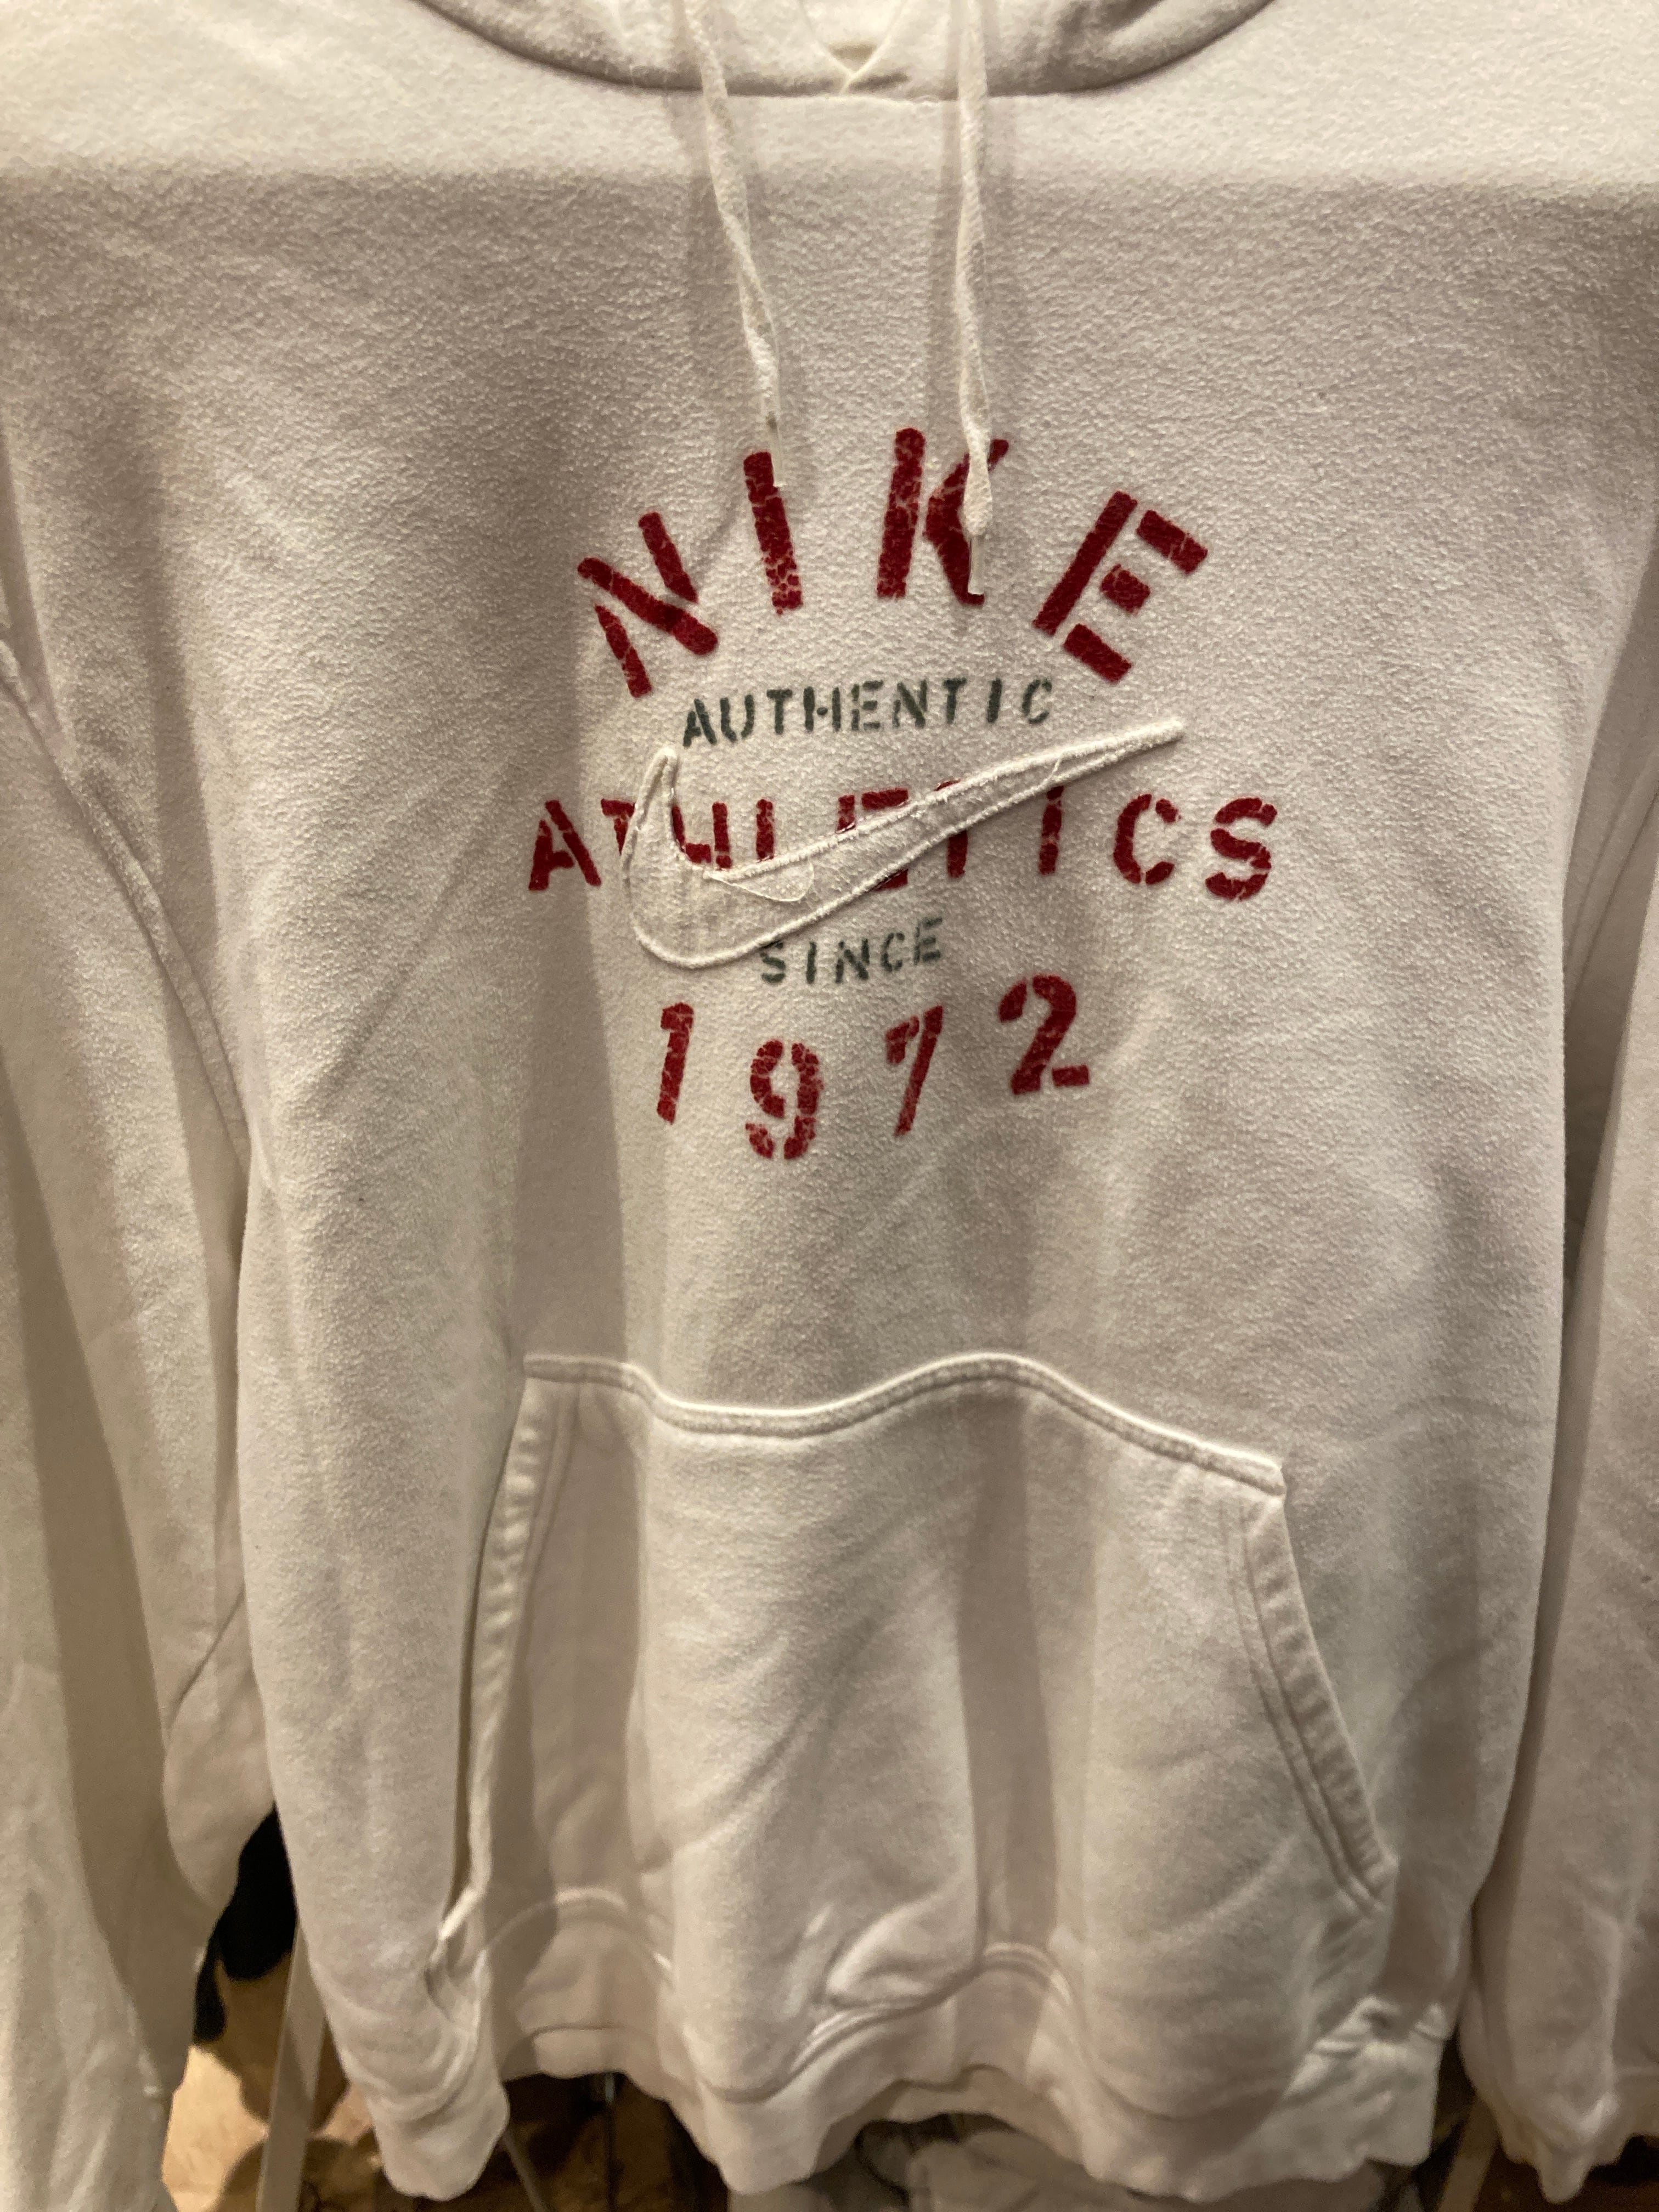 NIKE
AUTHENTIC
ATHLETICS
SINCE
1972